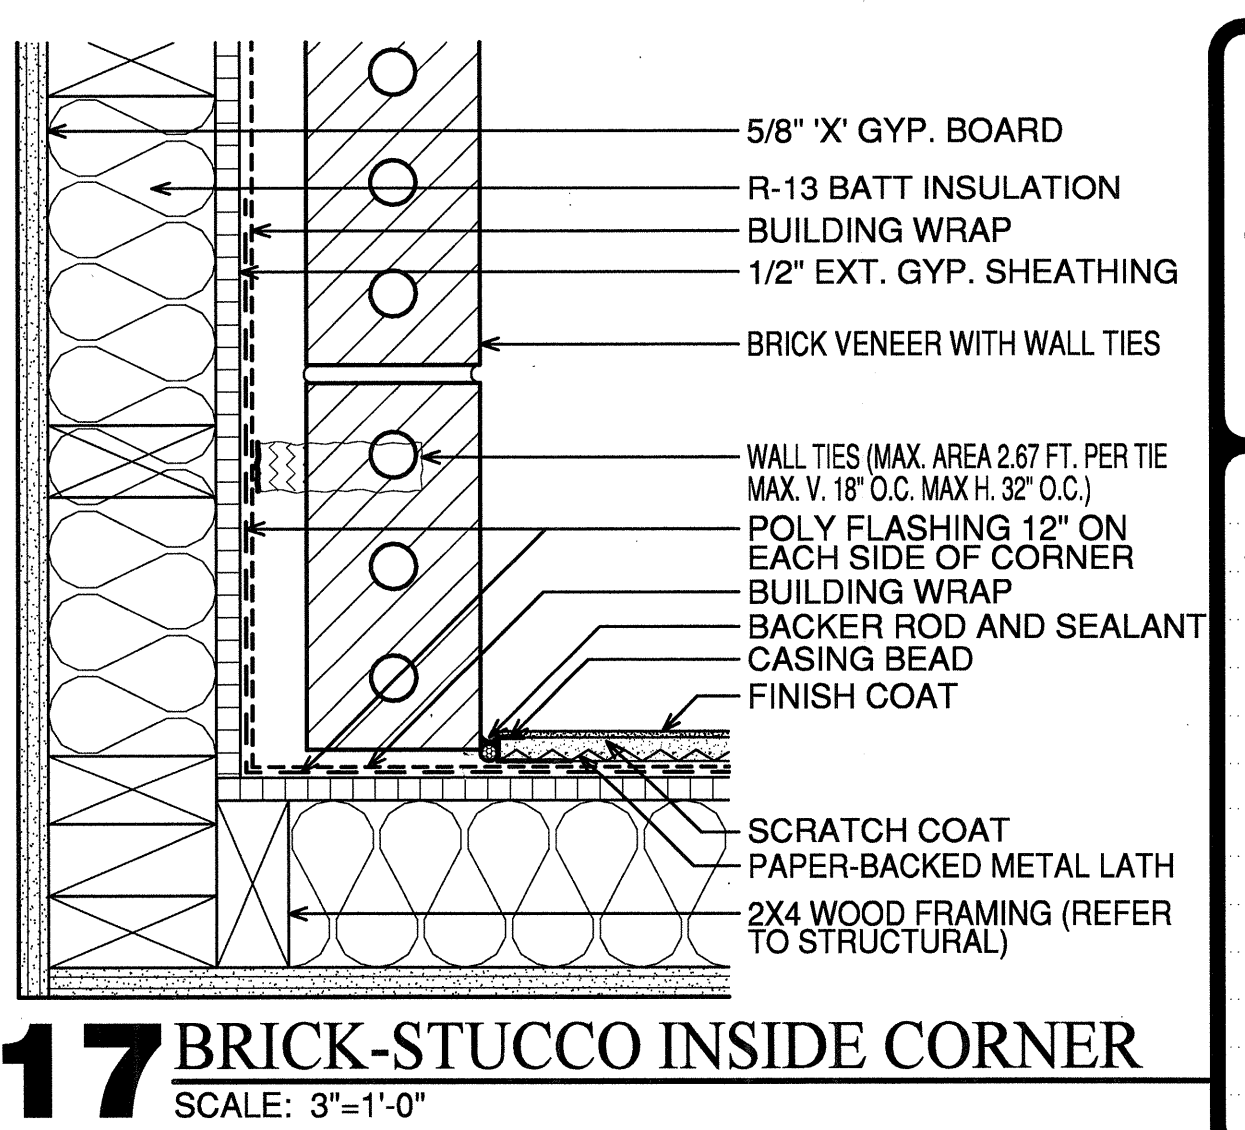 5/8" 'X' GYP. BOARD
R-13 BATT INSULATION
BUILDING WRAP
1/2" EXT. GYP. SHEATHING
BRICK VENEER WITH WALL TIES
WALL TIES (MAX. AREA 2.67 FT. PER TIE
MAX. V. 18" O.C. MAX H. 32" O.C.)
POLY FLASHING 12" ON
EACH SIDE OF CORNER
BUILDING WRAP
BACKER ROD AND SEALANT
CASING BEAD
FINISH COAT
SCRATCH COAT
PAPER-BACKED METAL LATH
2X4 WOOD FRAMING (REFER
TO STRUCTURAL)
17 BRICK-STUCCO INSIDE CORNER
SCALE: 3"=1'-0"